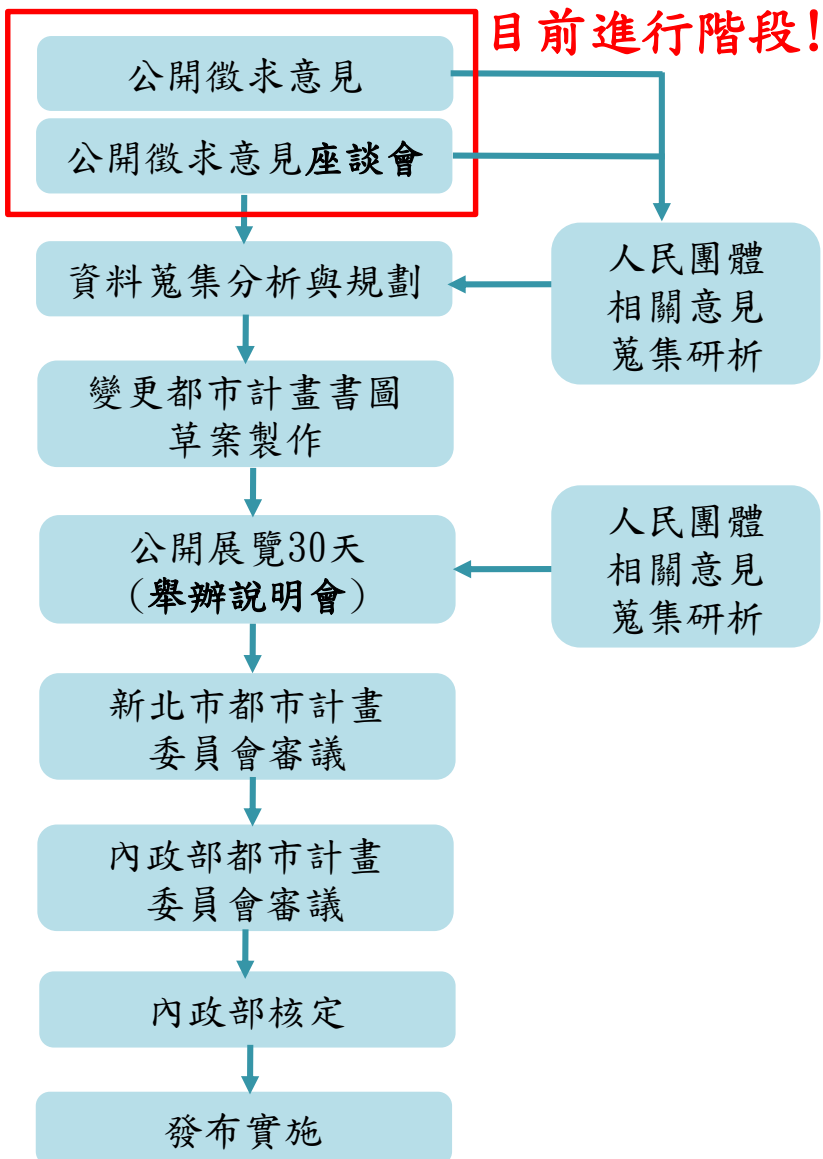 目前進行階段!
公開徵求意見
公開徵求意見座談會
資料蒐集分析與規劃
人民團體
相關意見
蒐集研析
變更都市計畫書圖
草案製作
公開展覽30天
(舉辦說明會)
人民團體
相關意見
蒐集研析
新北市都市計畫
委員會審議
內政部都市計畫
委員會審議
內政部核定
發布實施